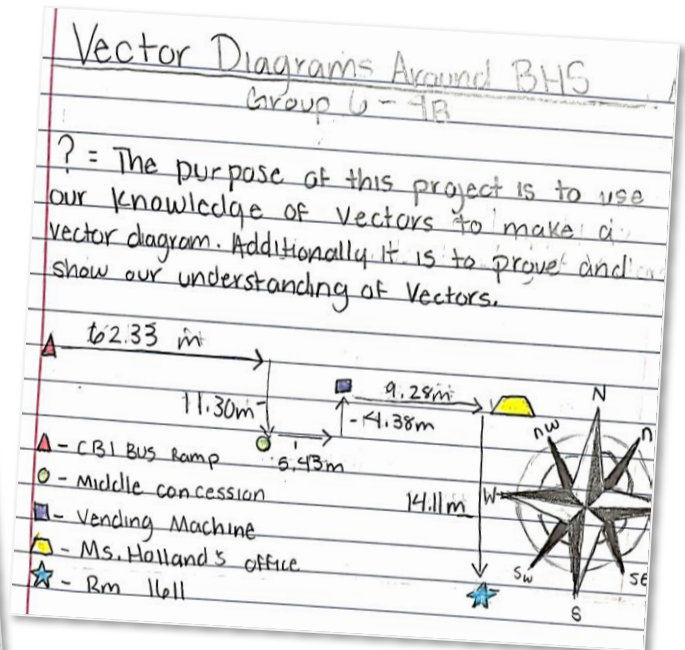 Vector Diagrams Around BHS
Group 6 - 9B
? = The purpose of this project is to use
our knowledge of vectors to make a
vector diagram. Additionally it is to prove and
show our understanding of Vectors.
62.33 m
11.30m
5.43m
4.38m
9.28m
14.11m
△ - CBI Bus Ramp
○ - Middle concession
□ - Vending Machine
- Ms. Holland's office
☆ - Rm 1611
N
nw
n
W
Sw
SE
S